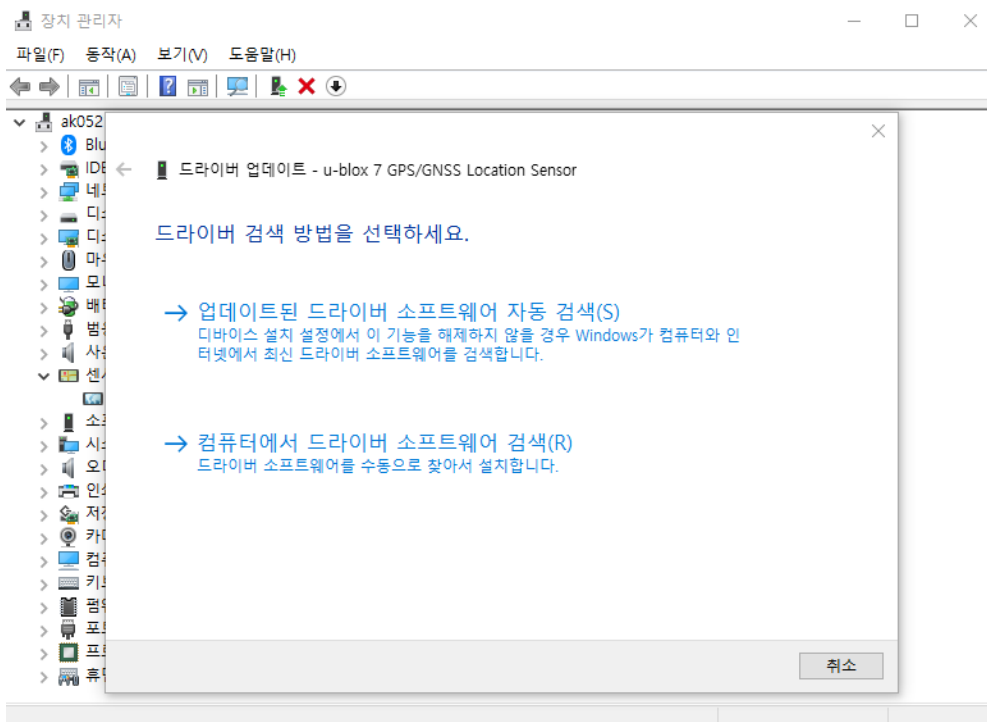 장치 관리자
파일(F) 동작(A) 보기(V) 도움말(H)
ak052
드라이버 업데이트 - u-blox 7 GPS/GNSS Location Sensor
드라이버 검색 방법을 선택하세요.
업데이트된 드라이버 소프트웨어 자동 검색(S)
디바이스 설치 설정에서 이 기능을 해제하지 않을 경우 Windows가 컴퓨터와 인
터넷에서 최신 드라이버 소프트웨어를 검색합니다.
컴퓨터에서 드라이버 소프트웨어 검색(R)
드라이버 소프트웨어를 수동으로 찾아서 설치합니다.
취소